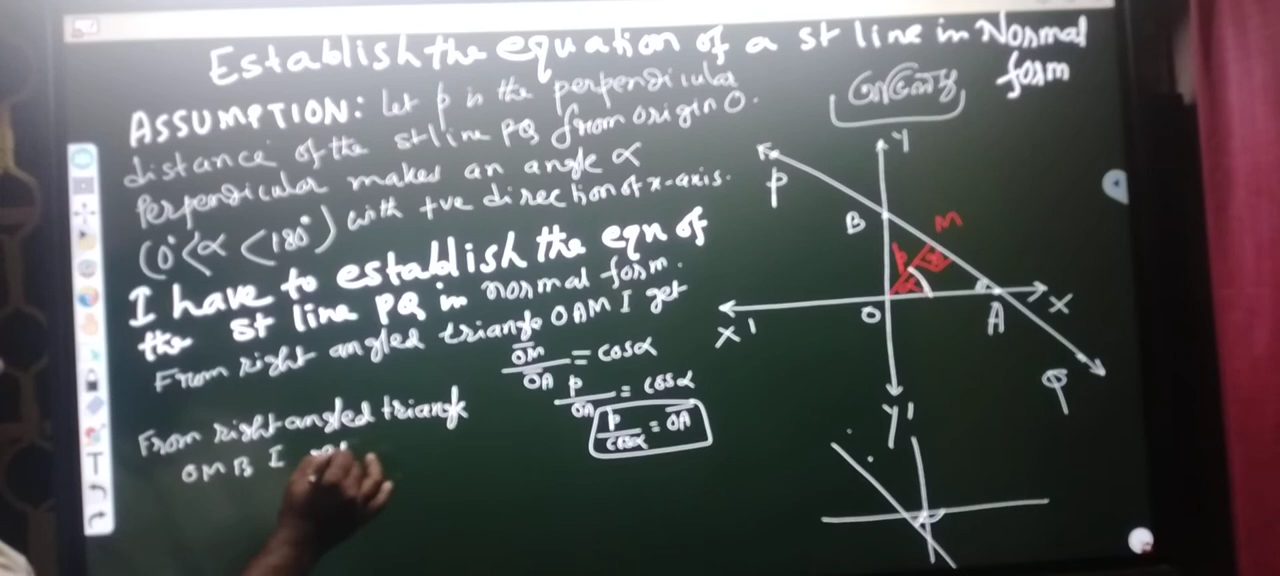 Establish the equation of a st line in Normal
form
ASSUMPTION: Let p is the perpendicular
distance of the st line PQ from origin O.
Perpendicular makes an angle α
(0° < α < 180°) with +ve direction of x-axis.
I have to establish the eqn of
the st line PQ in normal form.
From right angled triangle OAM I get
OM/OA = cosα
p/OA = cosα
p/cosα = OA
From right angled triangle
OMB I
Y
P
B
M
p
α
O
A
X
X'
Q
Y'
T